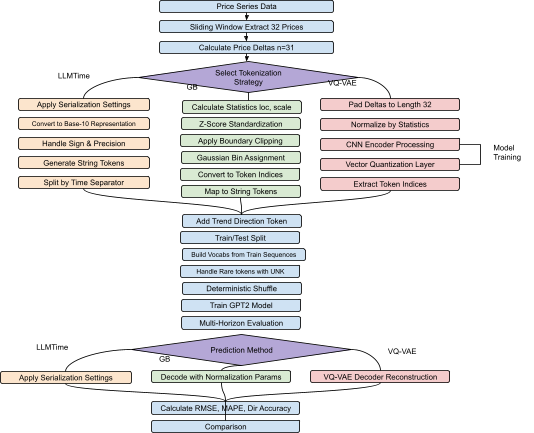 Price Series Data
Sliding Window Extract 32 Prices
Calculate Price Deltas n=31
Select Tokenization
Strategy
LLMTime
GB
VQ-VAE
Apply Serialization Settings
Convert to Base-10 Representation
Handle Sign & Precision
Generate String Tokens
Split by Time Separator
Calculate Statistics loc, scale
Z-Score Standardization
Apply Boundary Clipping
Gaussian Bin Assignment
Convert to Token Indices
Map to String Tokens
Pad Deltas to Length 32
Normalize by Statistics
CNN Encoder Processing
Vector Quantization Layer
Extract Token Indices
Model
Training
Add Trend Direction Token
Train/Test Split
Build Vocabs from Train Sequences
Handle Rare tokens with UNK
Deterministic Shuffle
Train GPT2 Model
Multi-Horizon Evaluation
Prediction Method
LLMTime
GB
VQ-VAE
Apply Serialization Settings
Decode with Normalization Params
VQ-VAE Decoder Reconstruction
Calculate RMSE, MAPE, Dir Accuracy
Comparison